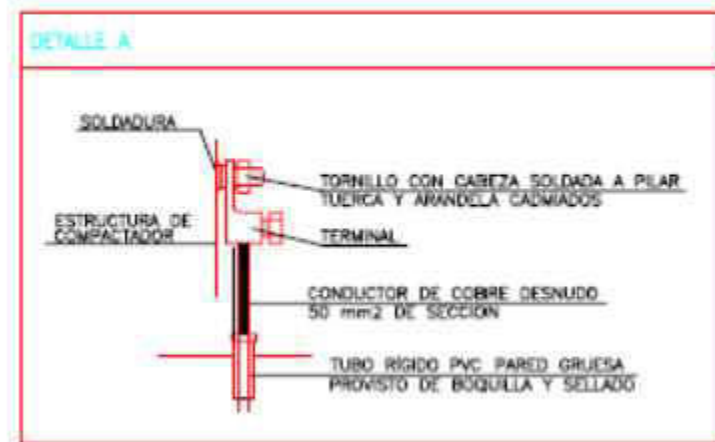 DETALLE A
SOLDADURA
TORNILLO CON CABEZA SOLDADA A PILAR
TUERCA Y ARANDELA CADMIADOS
ESTRUCTURA DE
COMPACTADOR
TERMINAL
CONDUCTOR DE COBRE DESNUDO
50 mm2 DE SECCION
TUBO RÍGIDO PVC PARED GRUESA
PROVISTO DE BOQUILLA Y SELLADO